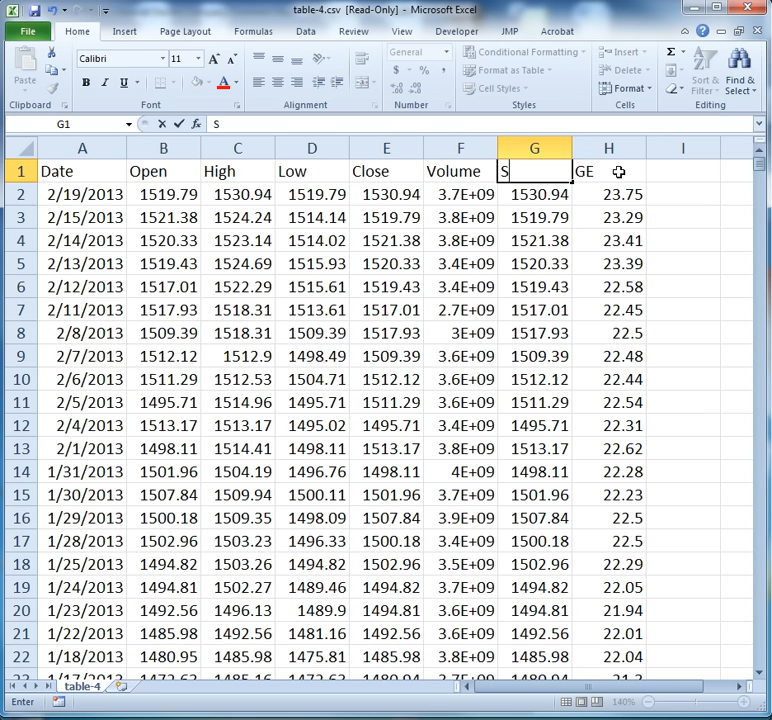 table-4.csv [Read-Only] - Microsoft Excel
File Home Insert Page Layout Formulas Data Review View Developer JMP Acrobat
Paste Calibri 11 General Conditional Formatting Insert Sort & Filter Find & Select
B I U A $ % , Format as Table Delete
Cell Styles Format
Clipboard Font Alignment Number Styles Cells Editing
G1 fx S
A B C D E F G H I
1 Date Open High Low Close Volume S GE
2 2/19/2013 1519.79 1530.94 1519.79 1530.94 3.7E+09 1530.94 23.75
3 2/15/2013 1521.38 1524.24 1514.14 1519.79 3.8E+09 1519.79 23.29
4 2/14/2013 1520.33 1523.14 1514.02 1521.38 3.8E+09 1521.38 23.41
5 2/13/2013 1519.43 1524.69 1515.93 1520.33 3.4E+09 1520.33 23.39
6 2/12/2013 1517.01 1522.29 1515.61 1519.43 3.4E+09 1519.43 22.58
7 2/11/2013 1517.93 1518.31 1513.61 1517.01 2.7E+09 1517.01 22.45
8 2/8/2013 1509.39 1518.31 1509.39 1517.93 3E+09 1517.93 22.5
9 2/7/2013 1512.12 1512.9 1498.49 1509.39 3.6E+09 1509.39 22.48
10 2/6/2013 1511.29 1512.53 1504.71 1512.12 3.6E+09 1512.12 22.44
11 2/5/2013 1495.71 1514.96 1495.71 1511.29 3.6E+09 1511.29 22.54
12 2/4/2013 1513.17 1513.17 1495.02 1495.71 3.4E+09 1495.71 22.31
13 2/1/2013 1498.11 1514.41 1498.11 1513.17 3.8E+09 1513.17 22.62
14 1/31/2013 1501.96 1504.19 1496.76 1498.11 4E+09 1498.11 22.28
15 1/30/2013 1507.84 1509.94 1500.11 1501.96 3.7E+09 1501.96 22.23
16 1/29/2013 1500.18 1509.35 1498.09 1507.84 3.9E+09 1507.84 22.5
17 1/28/2013 1502.96 1503.23 1496.33 1500.18 3.4E+09 1500.18 22.5
18 1/25/2013 1494.82 1503.26 1494.82 1502.96 3.5E+09 1502.96 22.29
19 1/24/2013 1494.81 1502.27 1489.46 1494.82 3.7E+09 1494.82 22.05
20 1/23/2013 1492.56 1496.13 1489.9 1494.81 3.6E+09 1494.81 21.94
21 1/22/2013 1485.98 1492.56 1481.16 1492.56 3.6E+09 1492.56 22.01
22 1/18/2013 1480.95 1485.98 1475.81 1485.98 3.8E+09 1485.98 22.04
table-4
Enter 140%